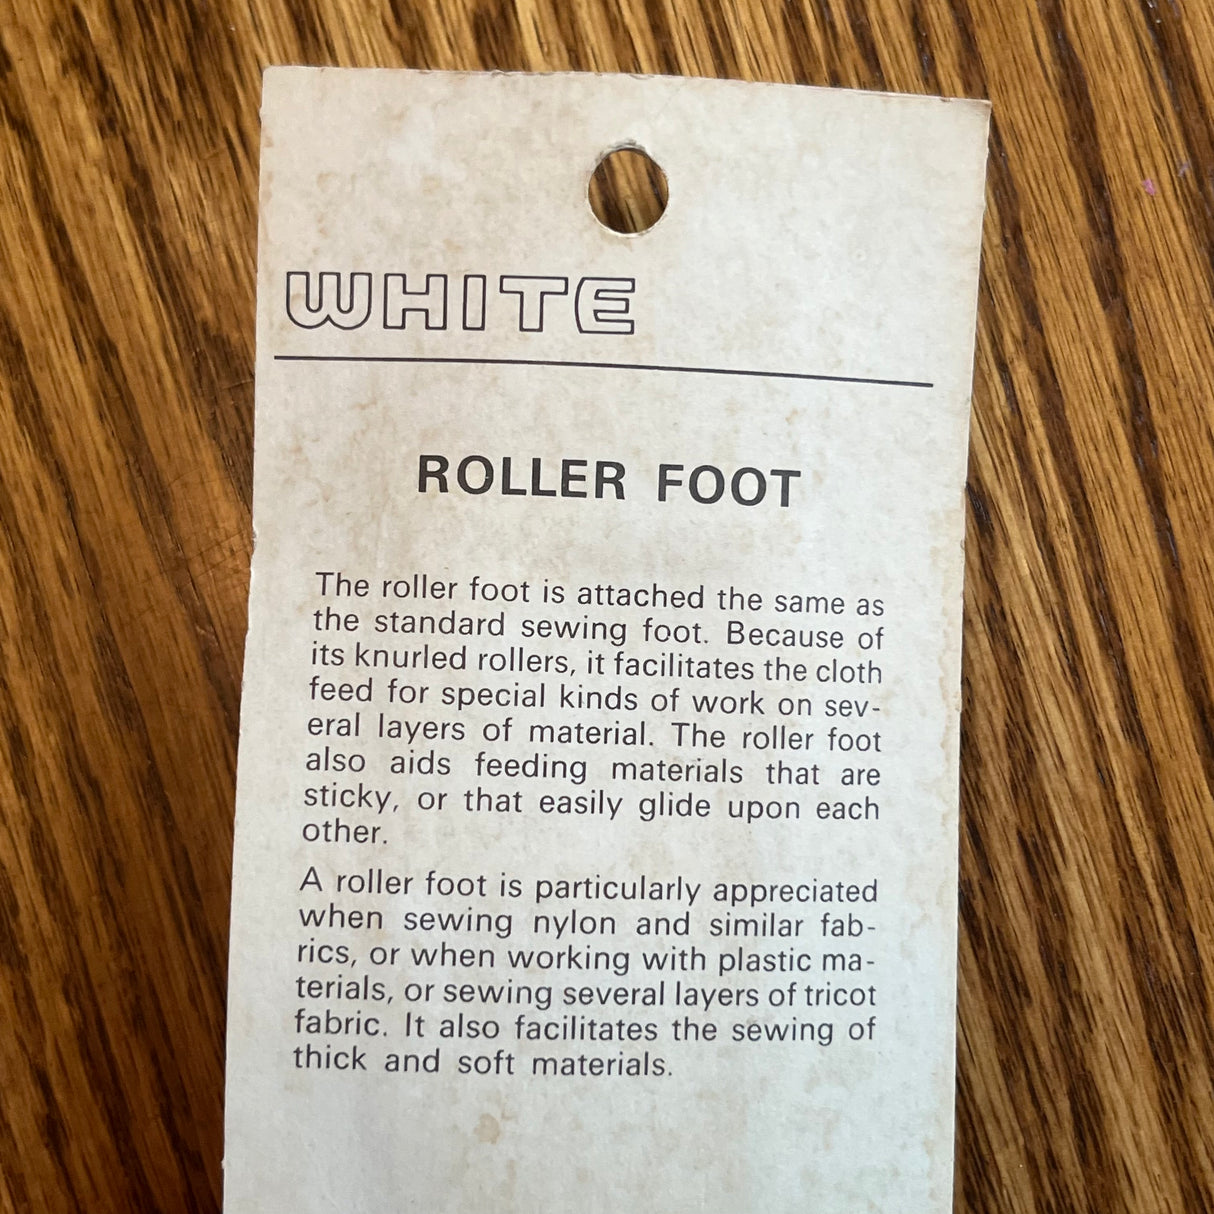 WHITE
ROLLER FOOT
The roller foot is attached the same as
the standard sewing foot. Because of
its knurled rollers, it facilitates the cloth
feed for special kinds of work on sev-
eral layers of material. The roller foot
also aids feeding materials that are
sticky, or that easily glide upon each
other.
A roller foot is particularly appreciated
when sewing nylon and similar fab-
rics, or when working with plastic ma-
terials, or sewing several layers of tricot
fabric. It also facilitates the sewing of
thick and soft materials.